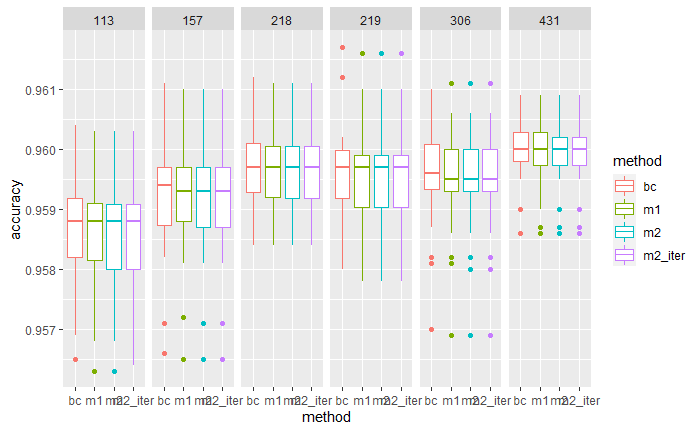 113 157 218 219 306 431
accuracy
0.961
0.960
0.959
0.958
0.957
bc m1 m2 m2_iter bc m1 m2 m2_iter bc m1 m2 m2_iter bc m1 m2 m2_iter bc m1 m2 m2_iter bc m1 m2 m2_iter
method
method
bc
m1
m2
m2_iter